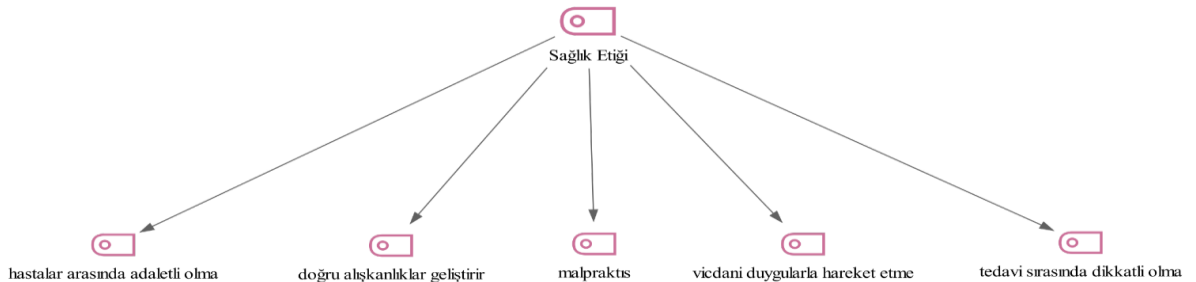 Sağlık Etiği
hastalar arasında adaletli olma
doğru alışkanlıklar geliştirir
malpraktıs
vicdani duygularla hareket etme
tedavi sırasında dikkatli olma